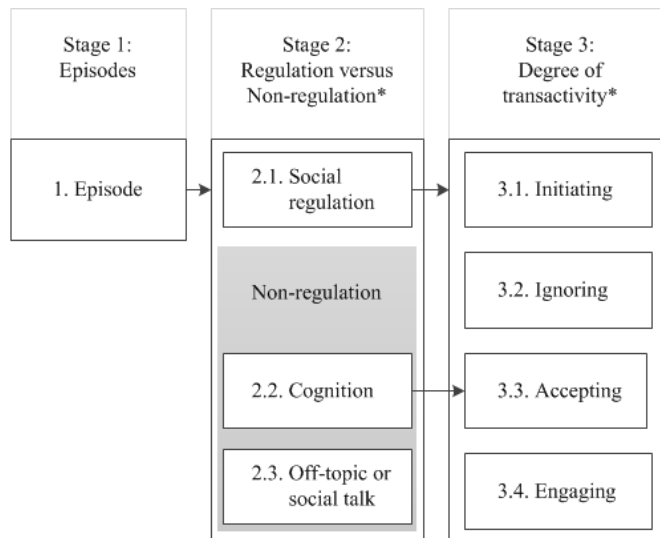 Stage 1:
Episodes
Stage 2:
Regulation versus
Non-regulation*
Stage 3:
Degree of
transactivity*
1. Episode
2.1. Social
regulation
Non-regulation
2.2. Cognition
2.3. Off-topic or
social talk
3.1. Initiating
3.2. Ignoring
3.3. Accepting
3.4. Engaging